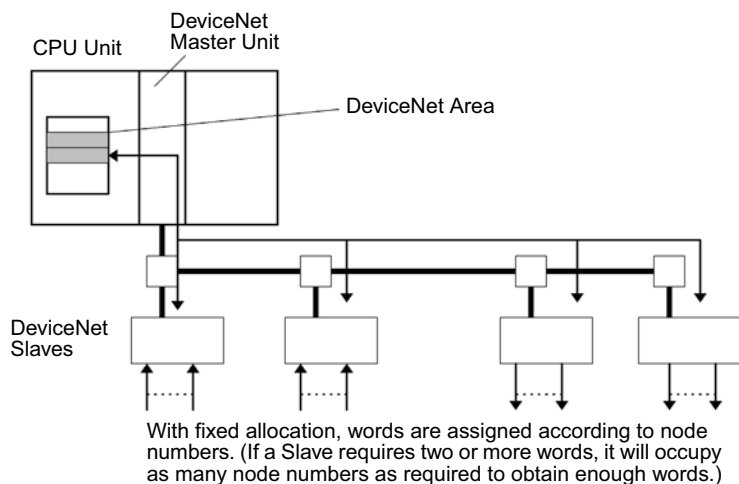 DeviceNet
Master Unit
CPU Unit
DeviceNet Area
DeviceNet
Slaves
With fixed allocation, words are assigned according to node
numbers. (If a Slave requires two or more words, it will occupy
as many node numbers as required to obtain enough words.)